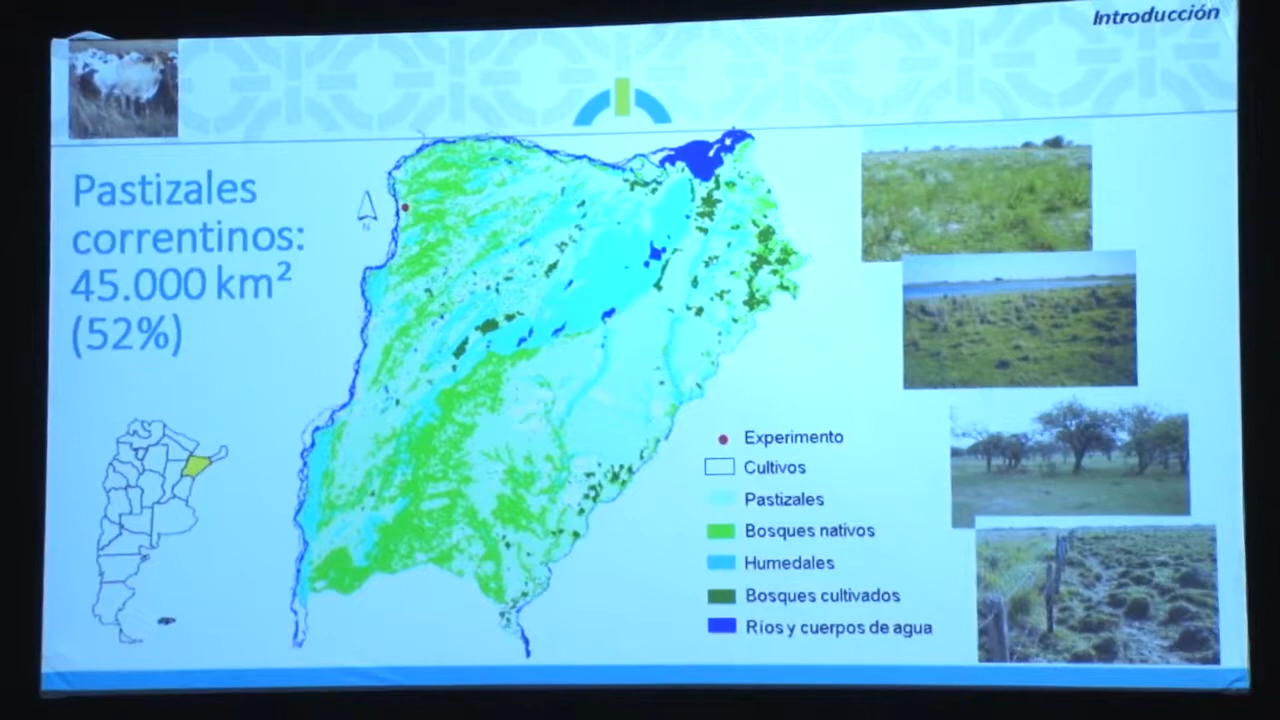 Introducción
Pastizales
correntinos:
45.000 km²
(52%)
N
Experimento
Cultivos
Pastizales
Bosques nativos
Humedales
Bosques cultivados
Ríos y cuerpos de agua